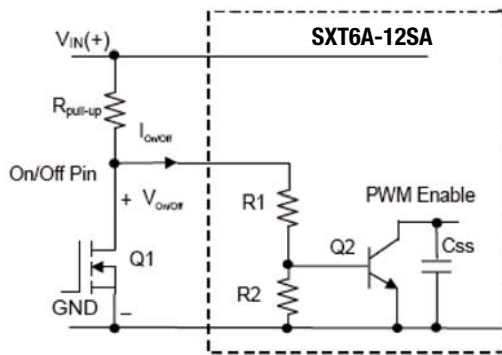 SXT6A-12SA
VIN(+)
Rpull-up
IOn/Off
On/Off Pin
+ VOn/Off
R1
PWM Enable
Q1
Q2
Css
R2
GND
–